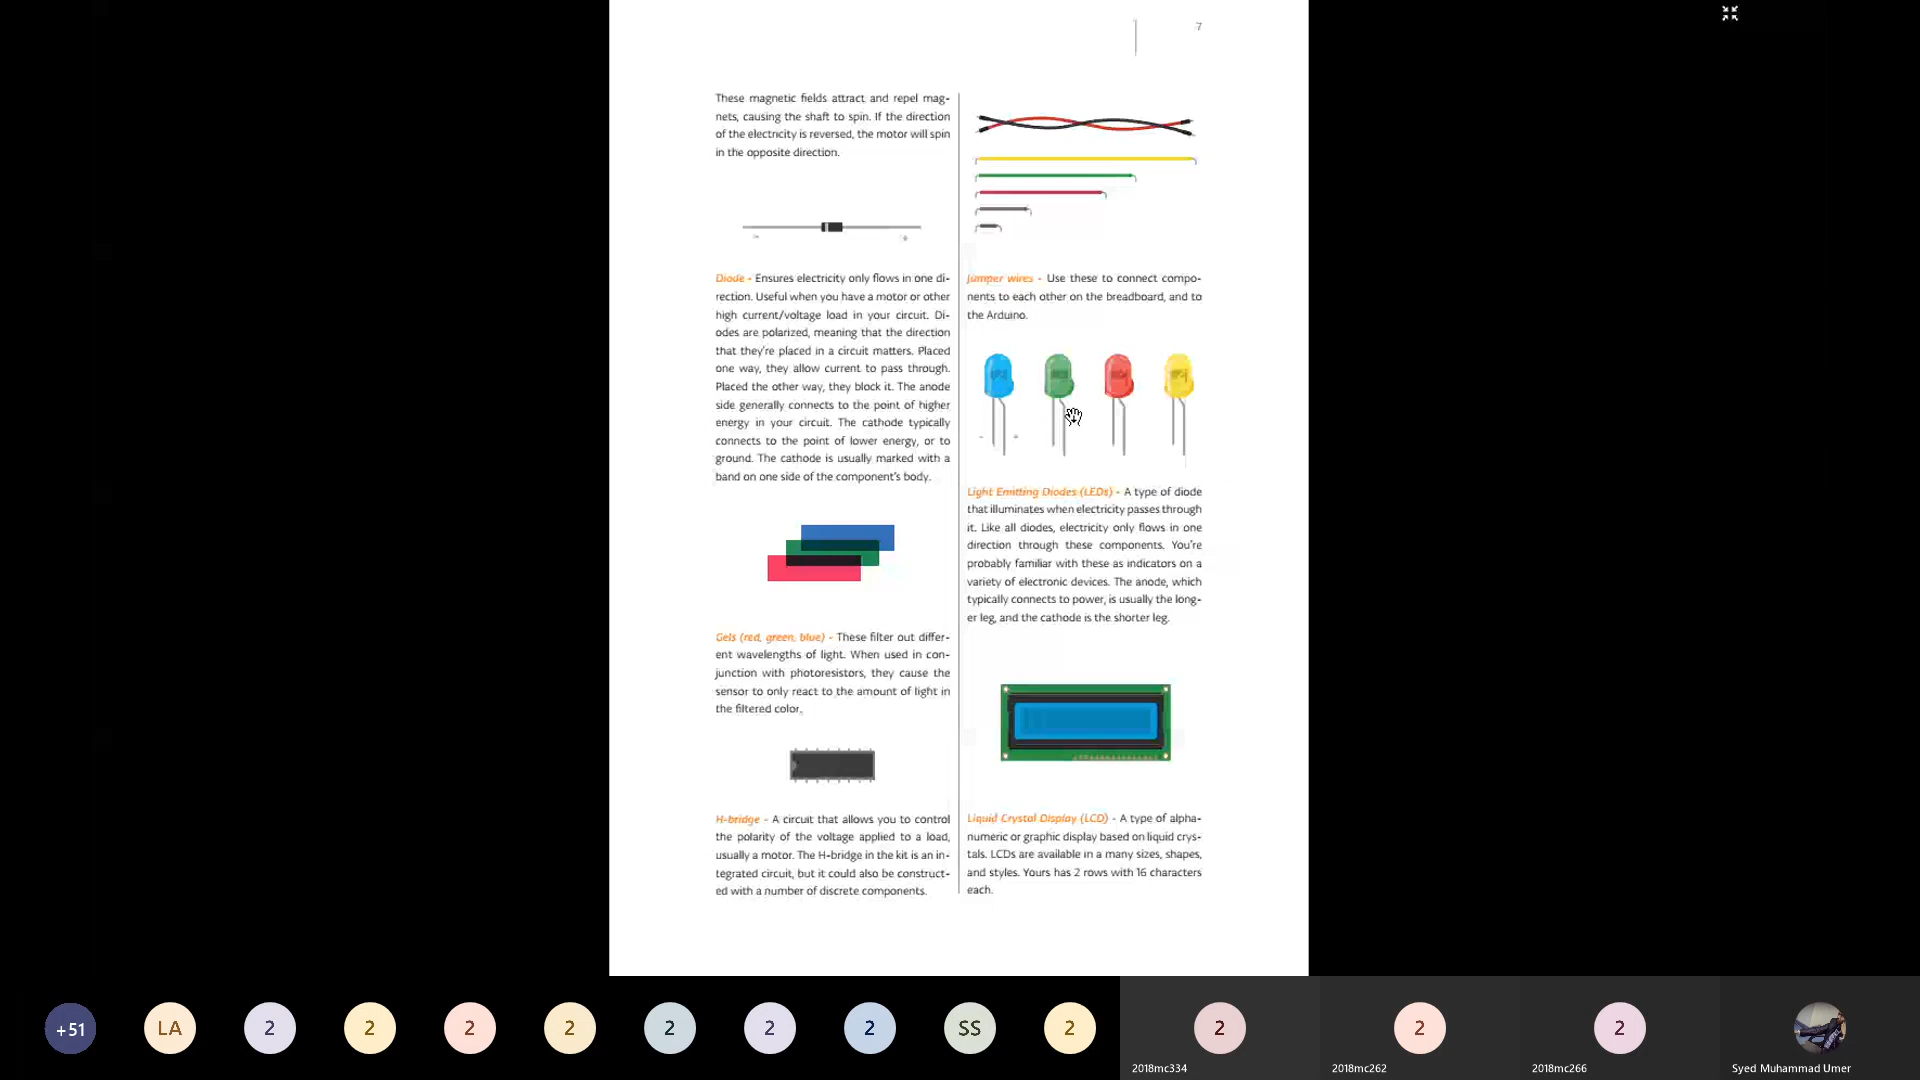 7
These magnetic fields attract and repel mag-
nets, causing the shaft to spin. If the direction
of the electricity is reversed, the motor will spin
in the opposite direction.
Diode - Ensures electricity only flows in one di-
rection. Useful when you have a motor or other
high current/voltage load in your circuit. Di-
odes are polarized, meaning that the direction
that they're placed in a circuit matters. Placed
one way, they allow current to pass through.
Placed the other way, they block it. The anode
side generally connects to the point of higher
energy in your circuit. The cathode typically
connects to the point of lower energy, or to
ground. The cathode is usually marked with a
band on one side of the component's body.
Gels (red, green, blue) - These filter out differ-
ent wavelengths of light. When used in con-
junction with photoresistors, they cause the
sensor to only react to the amount of light in
the filtered color.
H-bridge - A circuit that allows you to control
the polarity of the voltage applied to a load,
usually a motor. The H-bridge in the kit is an in-
tegrated circuit, but it could also be construct-
ed with a number of discrete components.
Jumper wires - Use these to connect compo-
nents to each other on the breadboard, and to
the Arduino.
- +
Light Emitting Diodes (LEDs) - A type of diode
that illuminates when electricity passes through
it. Like all diodes, electricity only flows in one
direction through these components. You're
probably familiar with these as indicators on a
variety of electronic devices. The anode, which
typically connects to power, is usually the long-
er leg, and the cathode is the shorter leg.
Liquid Crystal Display (LCD) - A type of alpha-
numeric or graphic display based on liquid crys-
tals. LCDs are available in a many sizes, shapes,
and styles. Yours has 2 rows with 16 characters
each.
+51 LA 2 2 2 2 2 2 2 SS 2 2 2 2
2018mc334 2018mc262 2018mc266 Syed Muhammad Umer